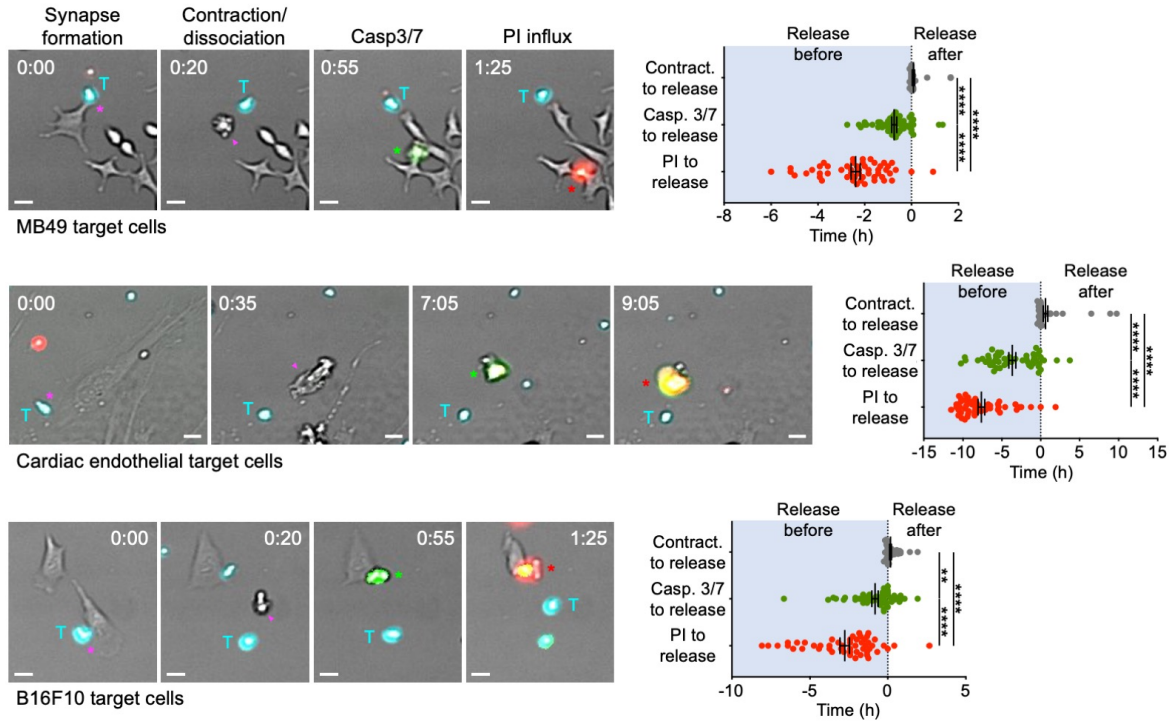 Synapse formation
Contraction/ dissociation
Casp3/7
PI influx
0:00
T
*
0:20
T
0:55
T
*
1:25
T
*
MB49 target cells
Release before
Release after
Contract. to release
Casp. 3/7 to release
PI to release
****
****
****
-8 -6 -4 -2 0 2
Time (h)
0:00
T
*
0:35
T
7:05
*
T
9:05
*
T
Cardiac endothelial target cells
Release before
Release after
Contract. to release
Casp. 3/7 to release
PI to release
****
****
****
-15 -10 -5 0 5 10 15
Time (h)
0:00
T
*
0:20
T
0:55
*
T
1:25
*
T
B16F10 target cells
Release before
Release after
Contract. to release
Casp. 3/7 to release
PI to release
**
****
****
-10 -5 0 5
Time (h)